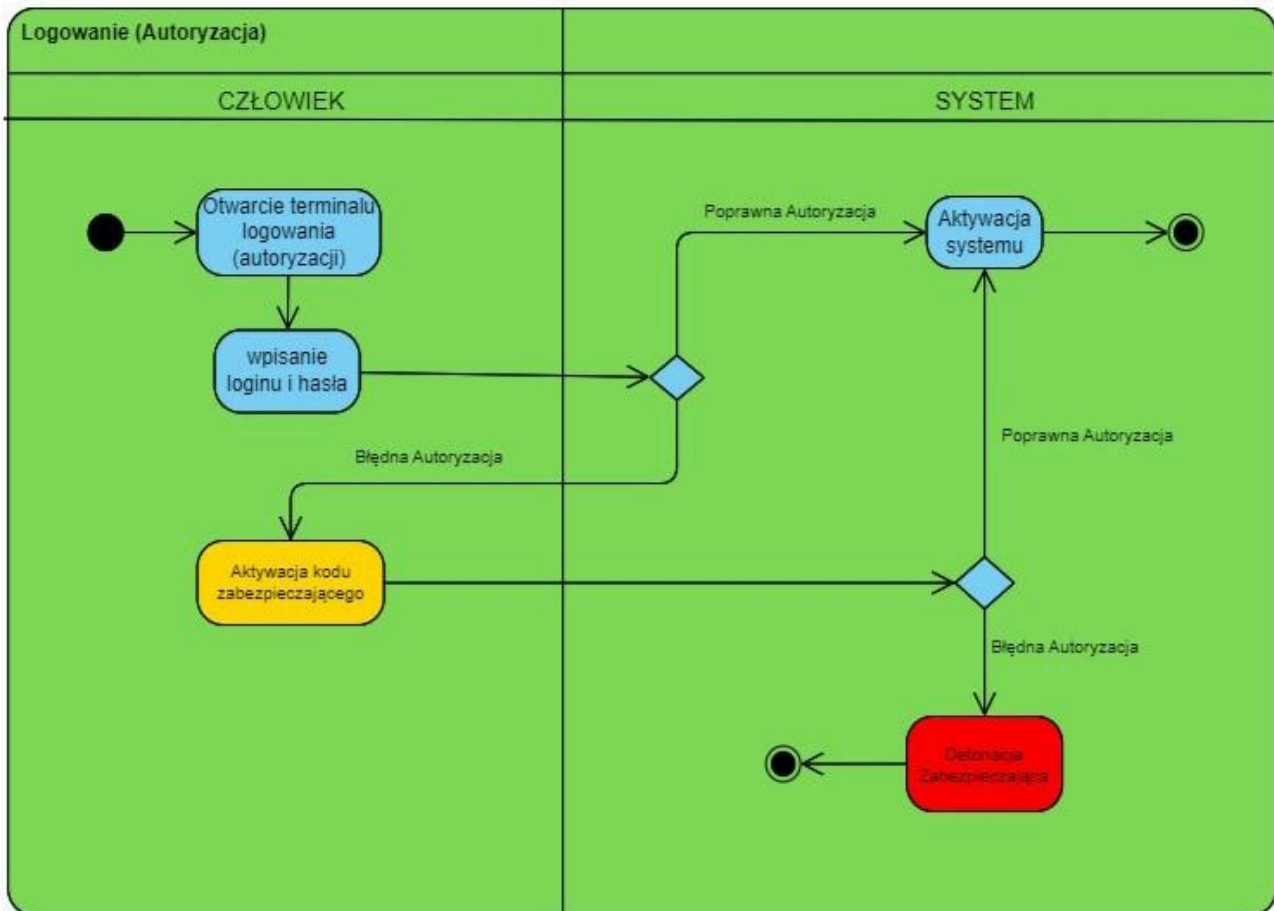 Logowanie (Autoryzacja)
CZŁOWIEK
SYSTEM
Otwarcie terminalu
logowania
(autoryzacji)
Poprawna Autoryzacja
Aktywacja
systemu
wpisanie
loginu i hasła
Poprawna Autoryzacja
Błędna Autoryzacja
Aktywacja kodu
zabezpieczającego
Błędna Autoryzacja
Detonacja
Zabezpieczająca